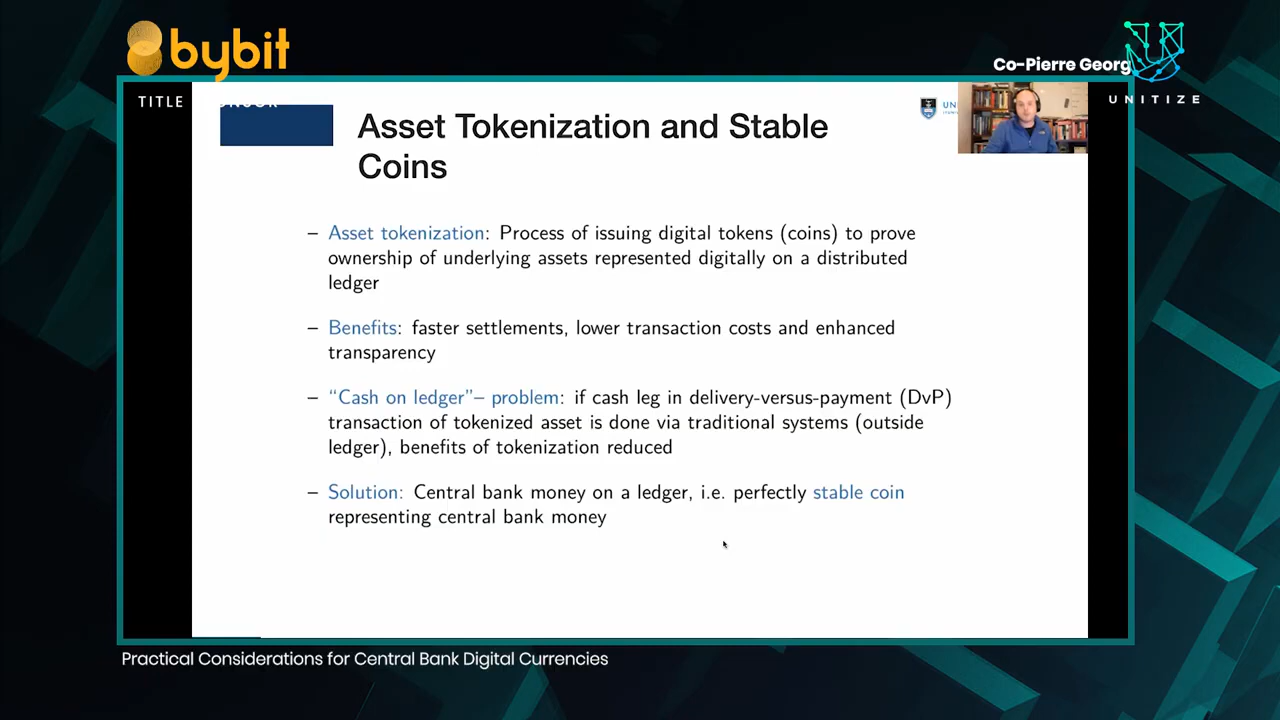 bybit
Co-Pierre Georg
UNITIZE
TITLE
Asset Tokenization and Stable
Coins
– Asset tokenization: Process of issuing digital tokens (coins) to prove
ownership of underlying assets represented digitally on a distributed
ledger
– Benefits: faster settlements, lower transaction costs and enhanced
transparency
– “Cash on ledger”– problem: if cash leg in delivery-versus-payment (DvP)
transaction of tokenized asset is done via traditional systems (outside
ledger), benefits of tokenization reduced
– Solution: Central bank money on a ledger, i.e. perfectly stable coin
representing central bank money
Practical Considerations for Central Bank Digital Currencies